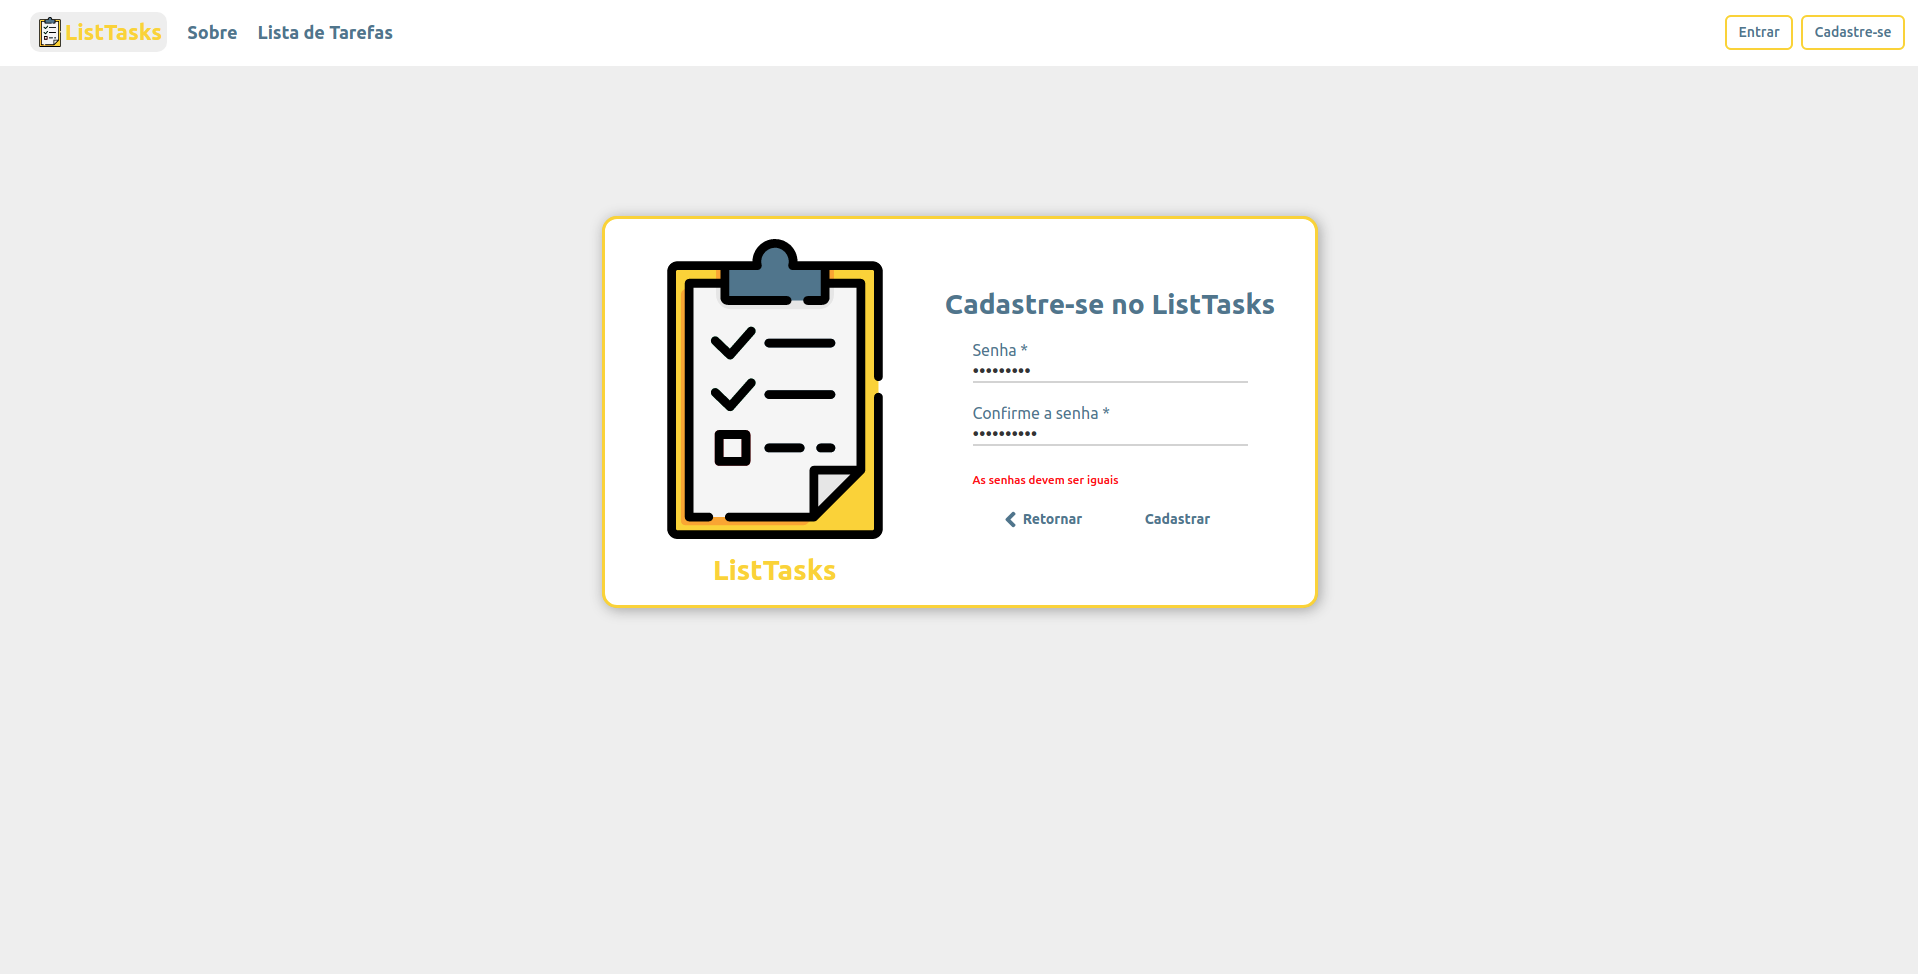 ListTasks Sobre Lista de Tarefas Entrar Cadastre-se
Cadastre-se no ListTasks
Senha *
•••••••••
Confirme a senha *
••••••••••
As senhas devem ser iguais
Retornar Cadastrar
ListTasks